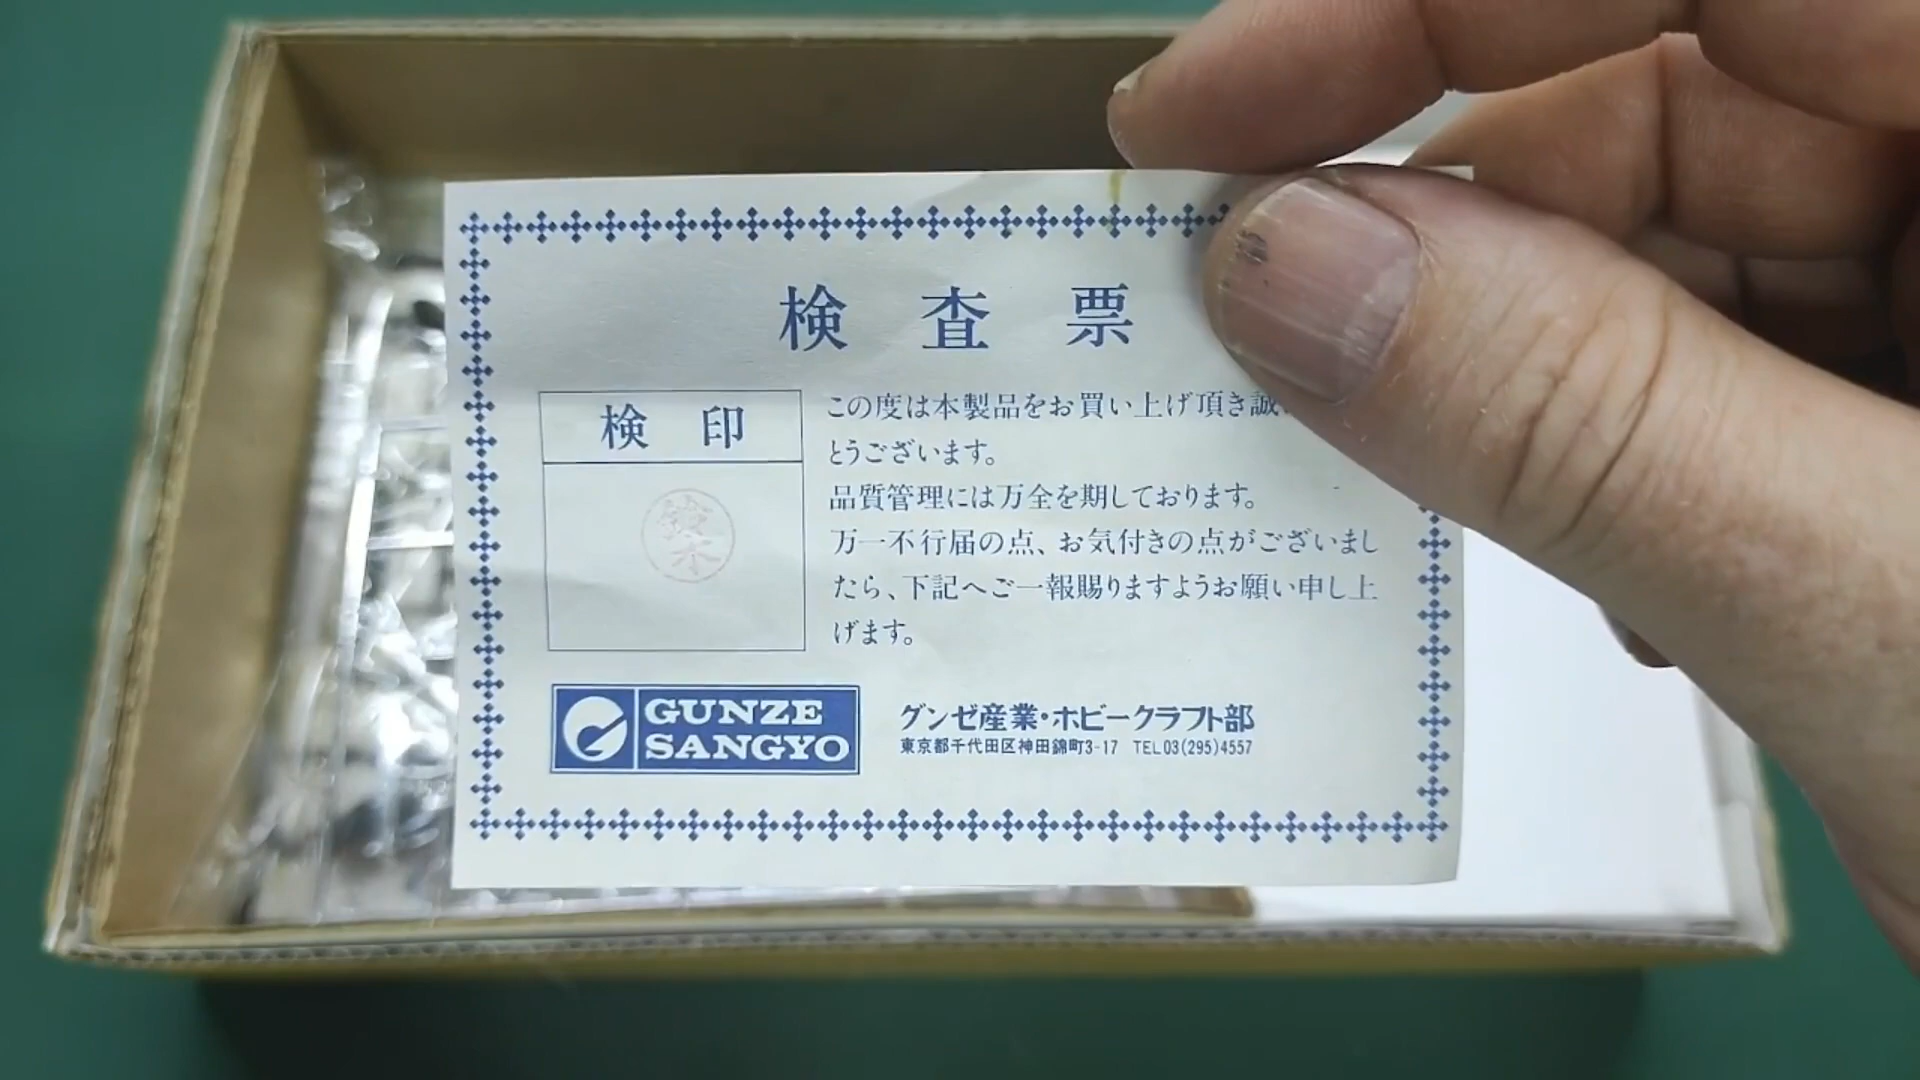 検 査 票
検 印
この度は本製品をお買い上げ頂き誠
とうございます。
品質管理には万全を期しております。
万一不行届の点、お気付きの点がございまし
たら、下記へご一報賜りますようお願い申し上
げます。
GUNZE
SANGYO
グンゼ産業・ホビークラフト部
東京都千代田区神田錦町3-17 TEL03(295)4557